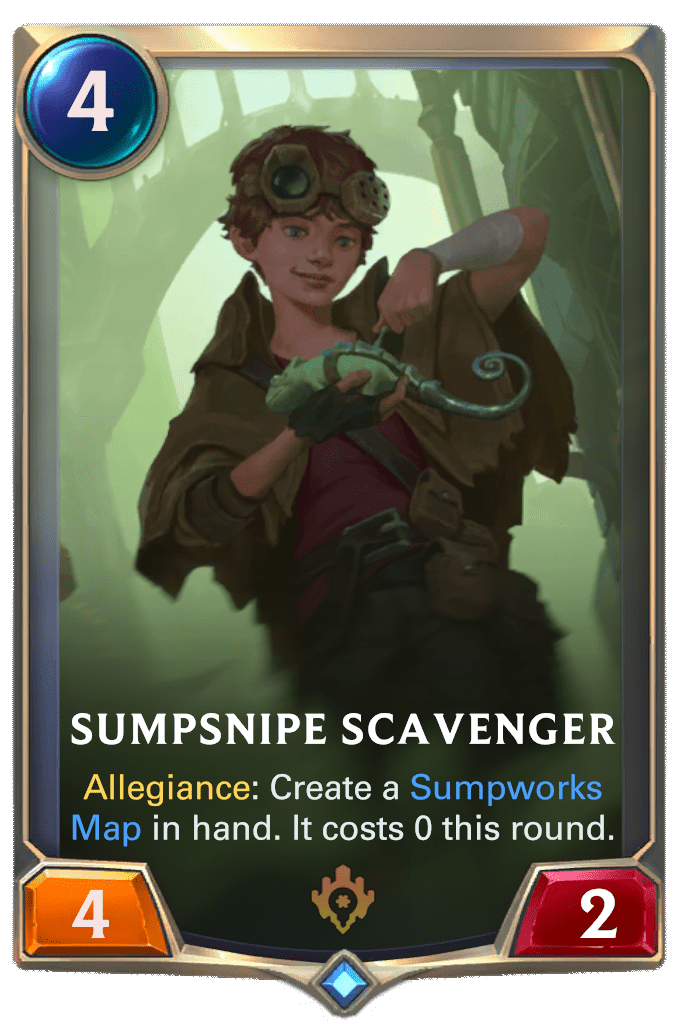 4
SUMPSNIPE SCAVENGER
Allegiance: Create a Sumpworks
Map in hand. It costs 0 this round.
4
2